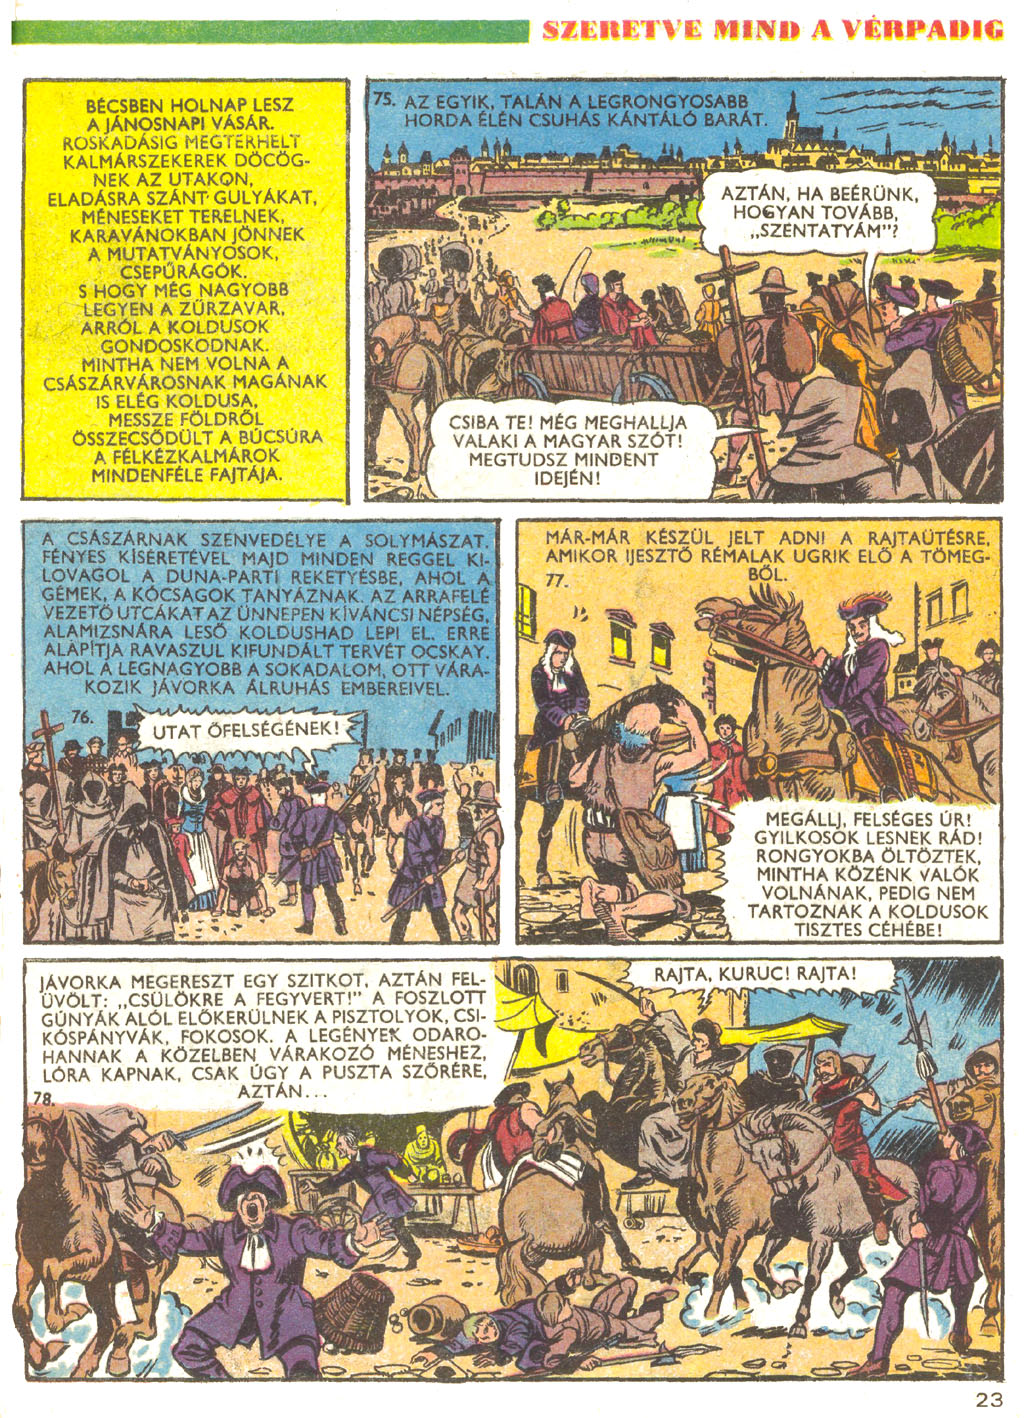 SZERETVE MIND A VÉRPADIG
BÉCSBEN HOLNAP LESZ
A JÁNOSNAPI VÁSÁR.
ROSKADÁSIG MEGTERHELT
KALMÁRSZEKEREK DÖCÖG-
NEK AZ UTAKON,
ELADÁSRA SZÁNT GULYÁKAT,
MÉNESEKET TERELNEK,
KARAVÁNOKBAN JÖNNEK
A MUTATVÁNYOSOK,
CSEPŰRÁGÓK.
S HOGY MÉG NAGYOBB
LEGYEN A ZŰRZAVAR,
ARRÓL A KOLDUSOK
GONDOSKODNAK.
MINTHA NEM VOLNA A
CSÁSZÁRVÁROSNAK MAGÁNAK
IS ELÉG KOLDUSA,
MESSZE FÖLDRŐL
ÖSSZECSŐDÜLT A BÚCSÚRA
A FÉLKÉZKALMÁROK
MINDENFÉLE FAJTÁJA.
75. AZ EGYIK, TALÁN A LEGRONGYOSABB
HORDA ÉLÉN CSUHÁS KÁNTÁLÓ BARÁT.
AZTÁN, HA BEÉRÜNK,
HOGYAN TOVÁBB,
„SZENTATYÁM"?
CSIBA TE! MÉG MEGHALLJA
VALAKI A MAGYAR SZÓT!
MEGTUDSZ MINDENT
IDEJÉN!
A CSÁSZÁRNAK SZENVEDÉLYE A SOLYMÁSZAT.
FÉNYES KÍSÉRETÉVEL MAJD MINDEN REGGEL KI-
LOVAGOL A DUNA-PARTI REKETYÉSBE, AHOL A
GÉMEK, A KÓCSAGOK TANYÁZNAK. AZ ARRAFELÉ
VEZETŐ UTCÁKAT AZ ÜNNEPEN KÍVÁNCSI NÉPSÉG,
ALAMIZSNÁRA LESŐ KOLDUSHAD LEPI EL. ERRE
ALAPÍTJA RAVASZUL KIFUNDÁLT TERVÉT OCSKAY.
AHOL A LEGNAGYOBB A SOKADALOM, OTT VÁRA-
KOZIK JÁVORKA ÁLRUHÁS EMBEREIVEL.
76.
UTAT ŐFELSÉGÉNEK!
MÁR-MÁR KÉSZÜL JELT ADNI A RAJTAÜTÉSRE,
AMIKOR IJESZTŐ RÉMALAK UGRIK ELŐ A TÖMEG-
BŐL.
77.
MEGÁLLJ, FELSÉGES ÚR!
GYILKOSOK LESNEK RÁD!
RONGYOKBA ÖLTÖZTEK,
MINTHA KÖZÉNK VALÓK
VOLNÁNAK, PEDIG NEM
TARTOZNAK A KOLDUSOK
TISZTES CÉHÉBE!
JÁVORKA MEGERESZT EGY SZITKOT, AZTÁN FEL-
ÜVÖLT: „CSÜLÖKRE A FEGYVERT!" A FOSZLOTT
GÚNYÁK ALÓL ELŐKERÜLNEK A PISZTOLYOK, CSI-
KÓSPÁNYVÁK, FOKOSOK. A LEGÉNYEK ODARO-
HANNAK A KÖZELBEN VÁRAKOZÓ MÉNESHEZ,
LÓRA KAPNAK, CSAK ÚGY A PUSZTA SZŐRÉRE,
AZTÁN...
78.
RAJTA, KURUC! RAJTA!
23